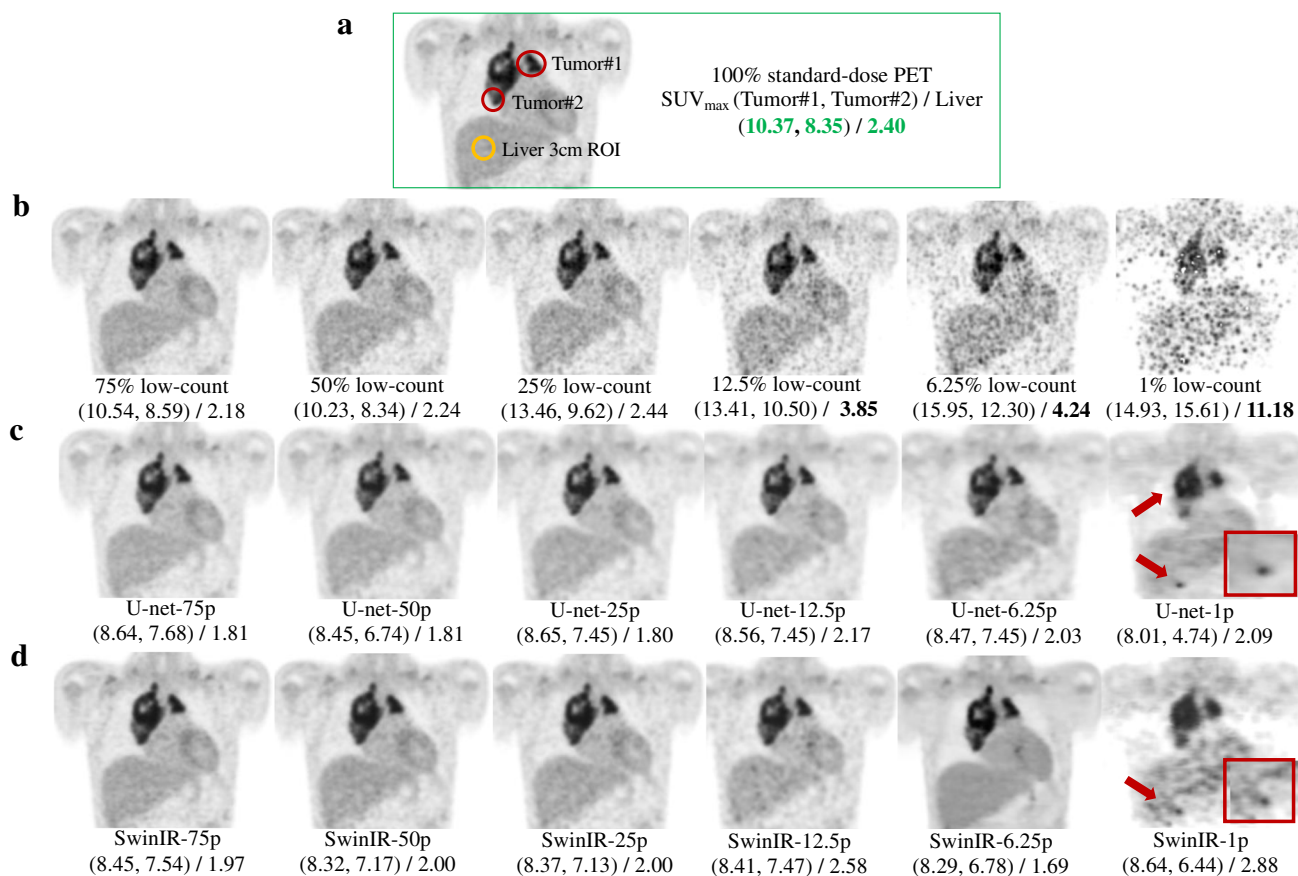 a
Tumor#1
Tumor#2
Liver 3cm ROI
100% standard-dose PET
SUVmax (Tumor#1, Tumor#2) / Liver
(10.37, 8.35) / 2.40
b
75% low-count
(10.54, 8.59) / 2.18
50% low-count
(10.23, 8.34) / 2.24
25% low-count
(13.46, 9.62) / 2.44
12.5% low-count
(13.41, 10.50) / 3.85
6.25% low-count
(15.95, 12.30) / 4.24
1% low-count
(14.93, 15.61) / 11.18
c
U-net-75p
(8.64, 7.68) / 1.81
U-net-50p
(8.45, 6.74) / 1.81
U-net-25p
(8.65, 7.45) / 1.80
U-net-12.5p
(8.56, 7.45) / 2.17
U-net-6.25p
(8.47, 7.45) / 2.03
U-net-1p
(8.01, 4.74) / 2.09
d
SwinIR-75p
(8.45, 7.54) / 1.97
SwinIR-50p
(8.32, 7.17) / 2.00
SwinIR-25p
(8.37, 7.13) / 2.00
SwinIR-12.5p
(8.41, 7.47) / 2.58
SwinIR-6.25p
(8.29, 6.78) / 1.69
SwinIR-1p
(8.64, 6.44) / 2.88